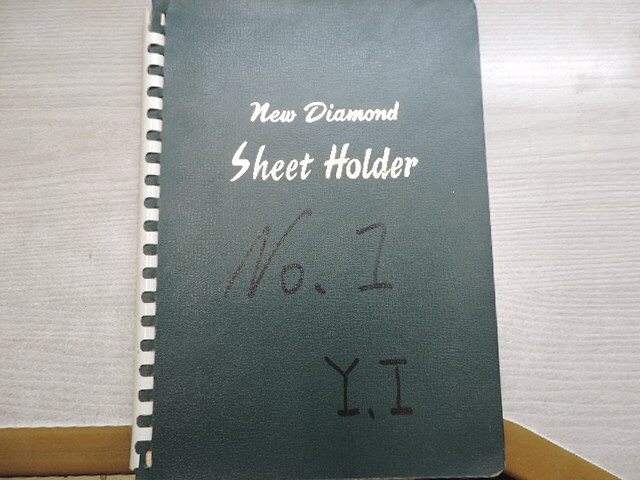 New Diamond
Sheet Holder
No. 1
Y.I